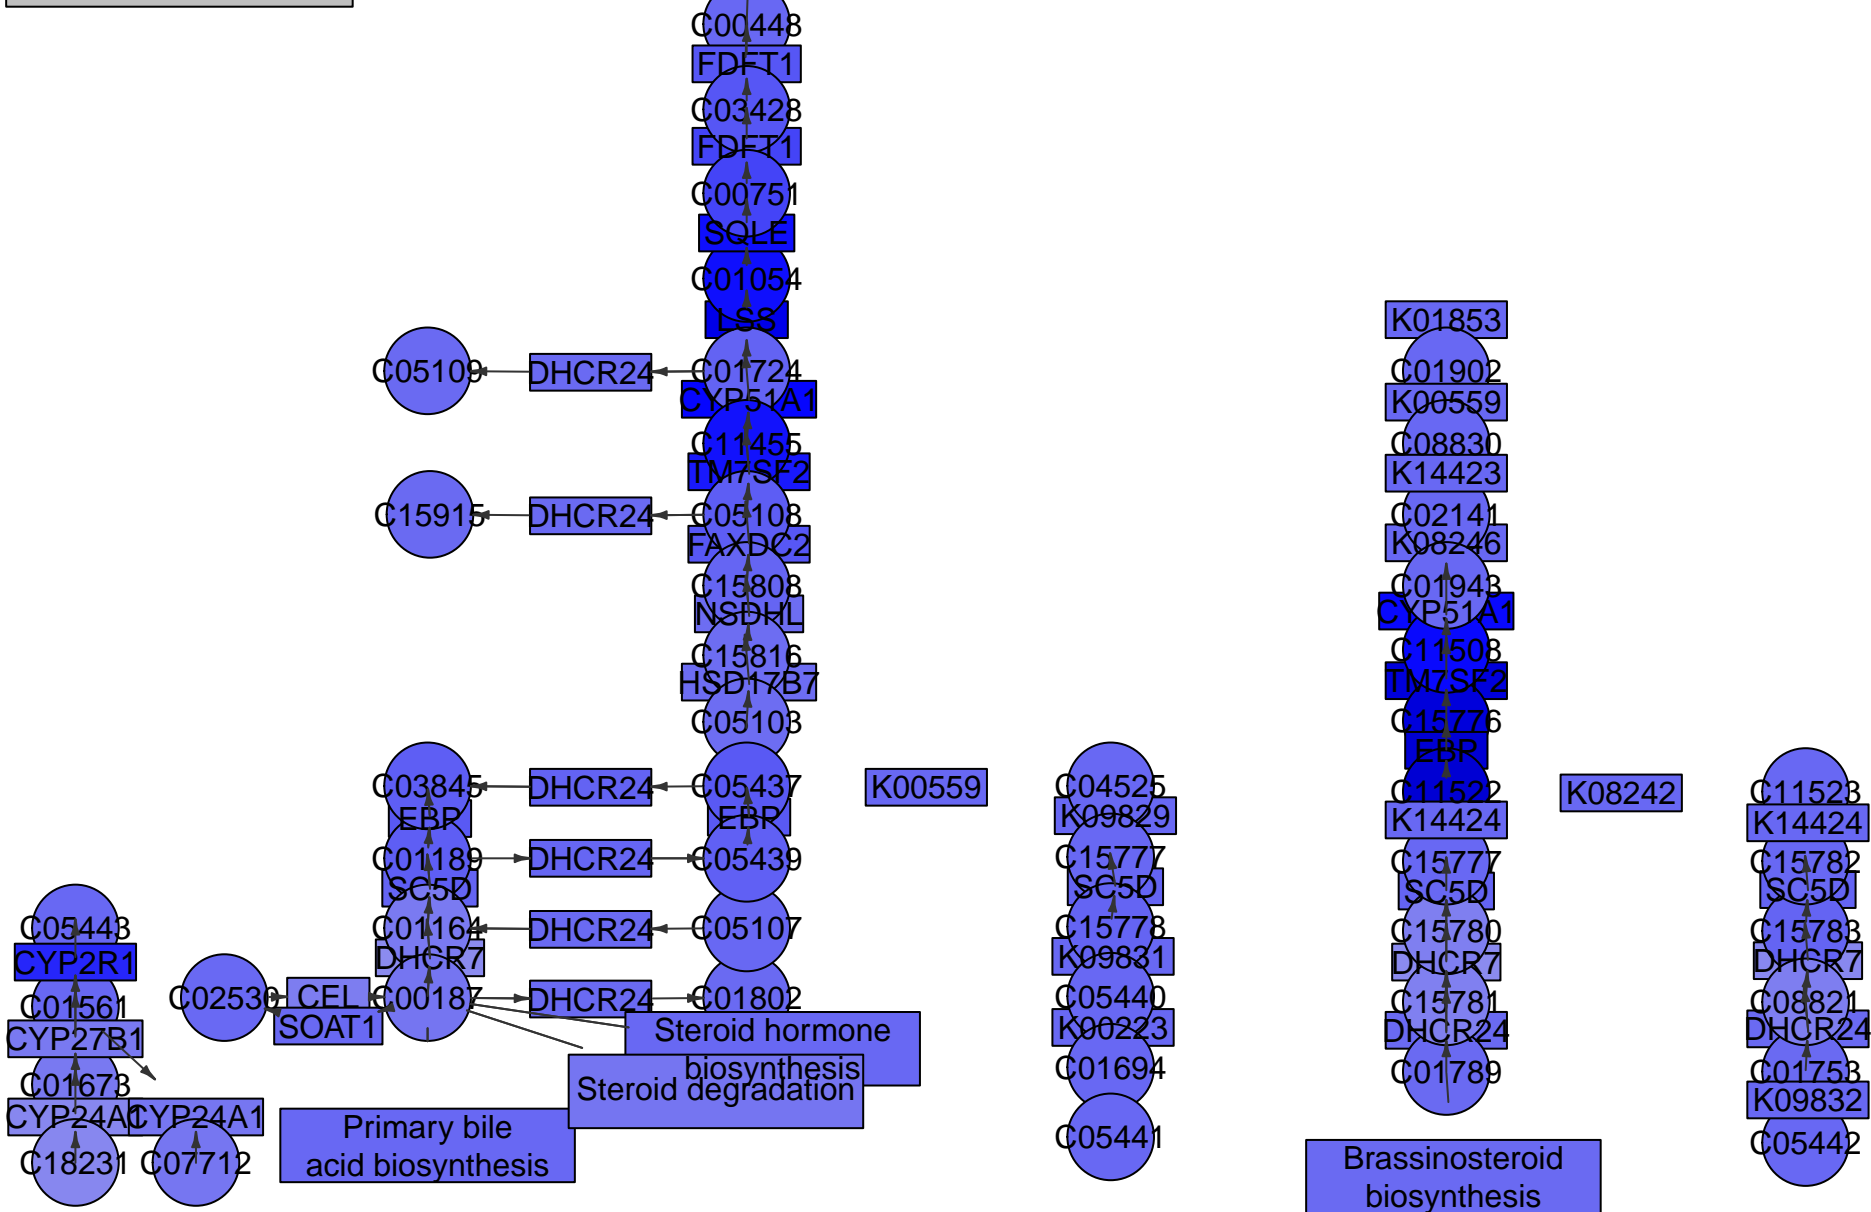 C00448
FDFT1
C03428
FDFT1
C00751
SQLE
C01054
LSS
C05109
DHCR24
C01724
CYP51A1
C11455
TM7SF2
C15915
DHCR24
C05108
FAXDC2
C15808
NSDHL
C15816
HSD17B7
C05103
C03845
DHCR24
C05437
EBP
EBP
C01189
DHCR24
C05439
SC5D
C01164
DHCR24
C05107
DHCR7
C02530
CEL
SOAT1
C00187
DHCR24
C01802
Steroid hormone
biosynthesis
Steroid degradation
Primary bile
acid biosynthesis
C05443
CYP2R1
C01561
CYP27B1
C01673
CYP24A1
CYP24A1
C18231
C07712
K00559
C04525
K09829
C15777
SC5D
C15778
K09831
C05440
K00223
C01694
C05441
K01853
C01902
K00559
C08830
K14423
C02141
K08246
C01943
CYP51A1
C11508
TM7SF2
C15776
EBP
C11522
K14424
C15777
SC5D
C15780
DHCR7
C15781
DHCR24
C01789
Brassinosteroid
biosynthesis
K08242
C11523
K14424
C15782
SC5D
C15783
DHCR7
C08821
DHCR24
C01753
K09832
C05442